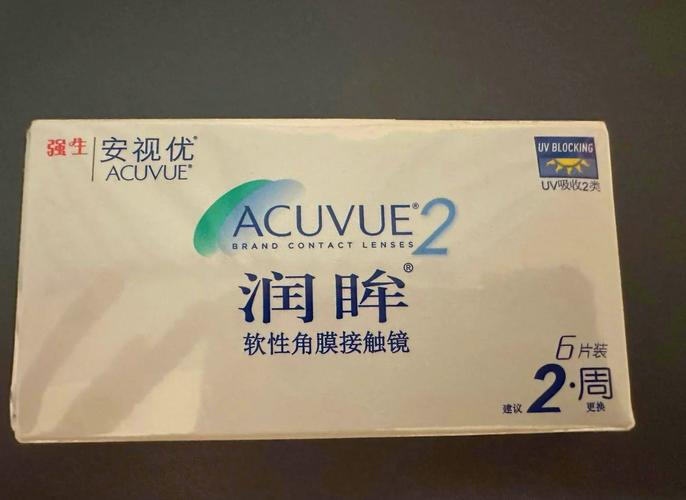 强生
安视优®
ACUVUE®
UV BLOCKING
UV吸收2类
ACUVUE®2
BRAND CONTACT LENSES
润眸®
软性角膜接触镜
6片装
建议2·周更换